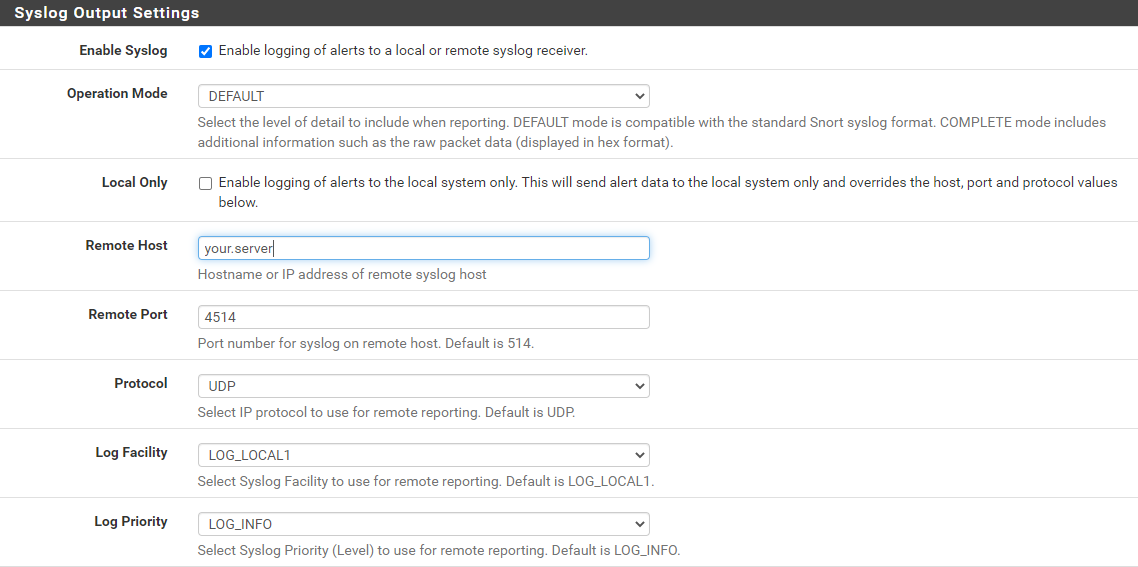 Syslog Output Settings
Enable Syslog
Enable logging of alerts to a local or remote syslog receiver.
Operation Mode
DEFAULT
Select the level of detail to include when reporting. DEFAULT mode is compatible with the standard Snort syslog format. COMPLETE mode includes
additional information such as the raw packet data (displayed in hex format).
Local Only
Enable logging of alerts to the local system only. This will send alert data to the local system only and overrides the host, port and protocol values
below.
Remote Host
your.server
Hostname or IP address of remote syslog host
Remote Port
4514
Port number for syslog on remote host. Default is 514.
Protocol
UDP
Select IP protocol to use for remote reporting. Default is UDP.
Log Facility
LOG_LOCAL1
Select Syslog Facility to use for remote reporting. Default is LOG_LOCAL1.
Log Priority
LOG_INFO
Select Syslog Priority (Level) to use for remote reporting. Default is LOG_INFO.